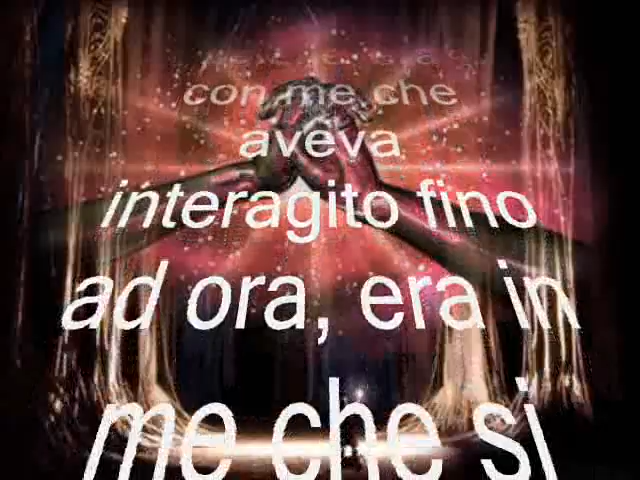 con me che
aveva
interagito fino
ad ora, era in
me che si